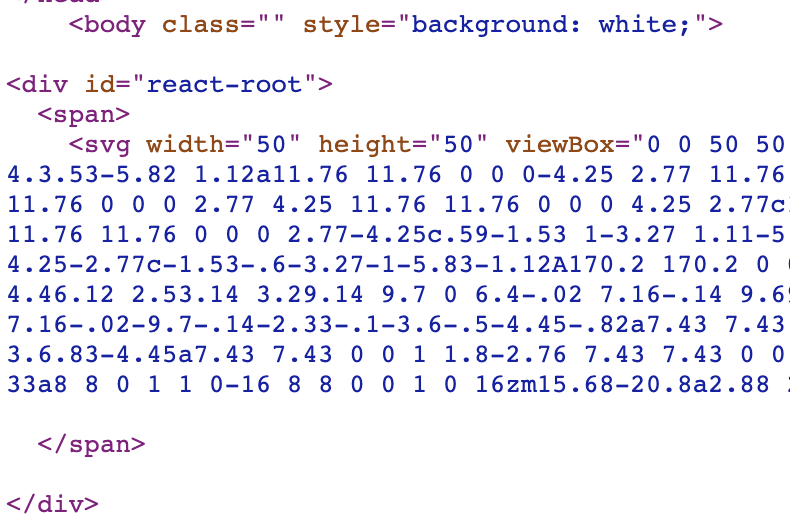 <body class="" style="background: white;">
<div id="react-root">
<span>
<svg width="50" height="50" viewBox="0 0 50 50
4.3.53-5.82 1.12a11.76 11.76 0 0 0-4.25 2.77 11.76
11.76 0 0 0 2.77 4.25 11.76 11.76 0 0 0 4.25 2.77c
11.76 11.76 0 0 0 2.77-4.25c.59-1.53 1-3.27 1.11-5
4.25-2.77c-1.53-.6-3.27-1-5.83-1.12A170.2 170.2 0
4.46.12 2.53.14 3.29.14 9.7 0 6.4-.02 7.16-.14 9.69
7.16-.02-9.7-.14-2.33-.1-3.6-.5-4.45-.82a7.43 7.43
3.6.83-4.45a7.43 7.43 0 0 1 1.8-2.76 7.43 7.43 0 0
33a8 8 0 1 1 0-16 8 8 0 0 1 0 16zm15.68-20.8a2.88
</span>
</div>